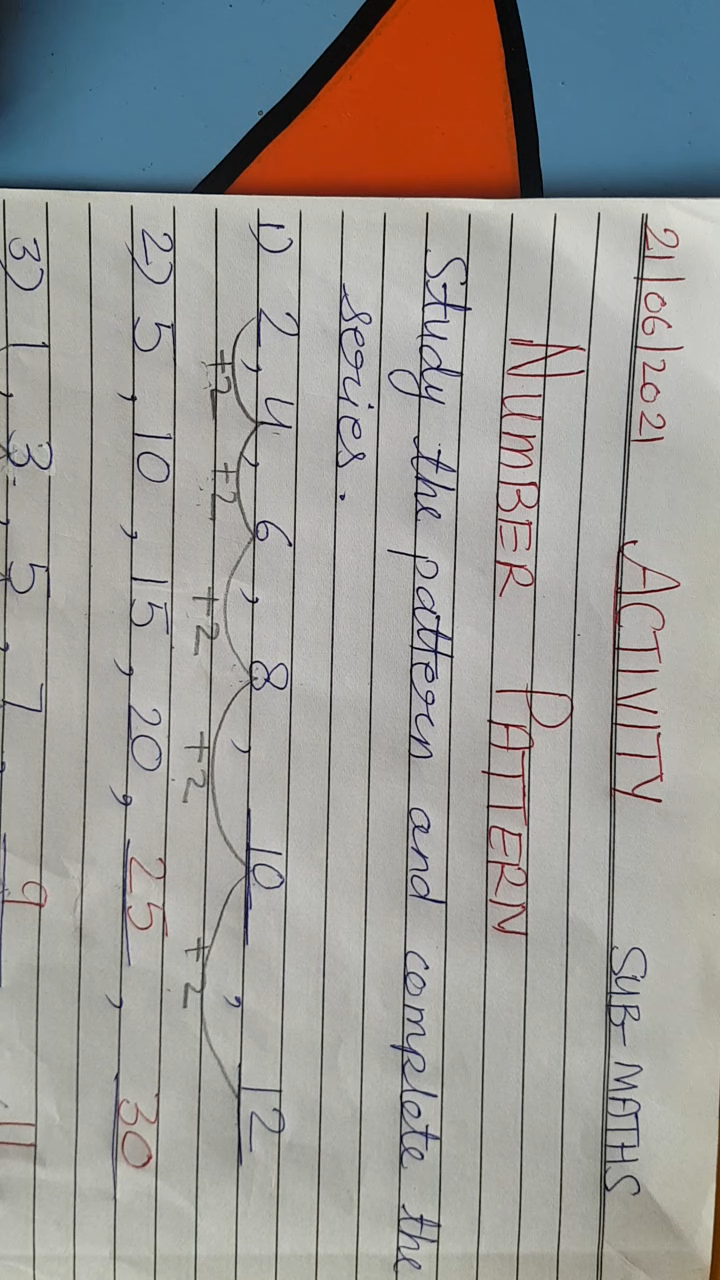 21/06/2021 ACTIVITY SUB-MATHS
NUMBER PATTERN
Study the pattern and complete the
series.
1) 2, 4, 6, 8, 10, 12
+2 +2 +2 +2 +2
2) 5, 10, 15, 20, 25, 30
3) 1, 3, 5, 7, 9 11